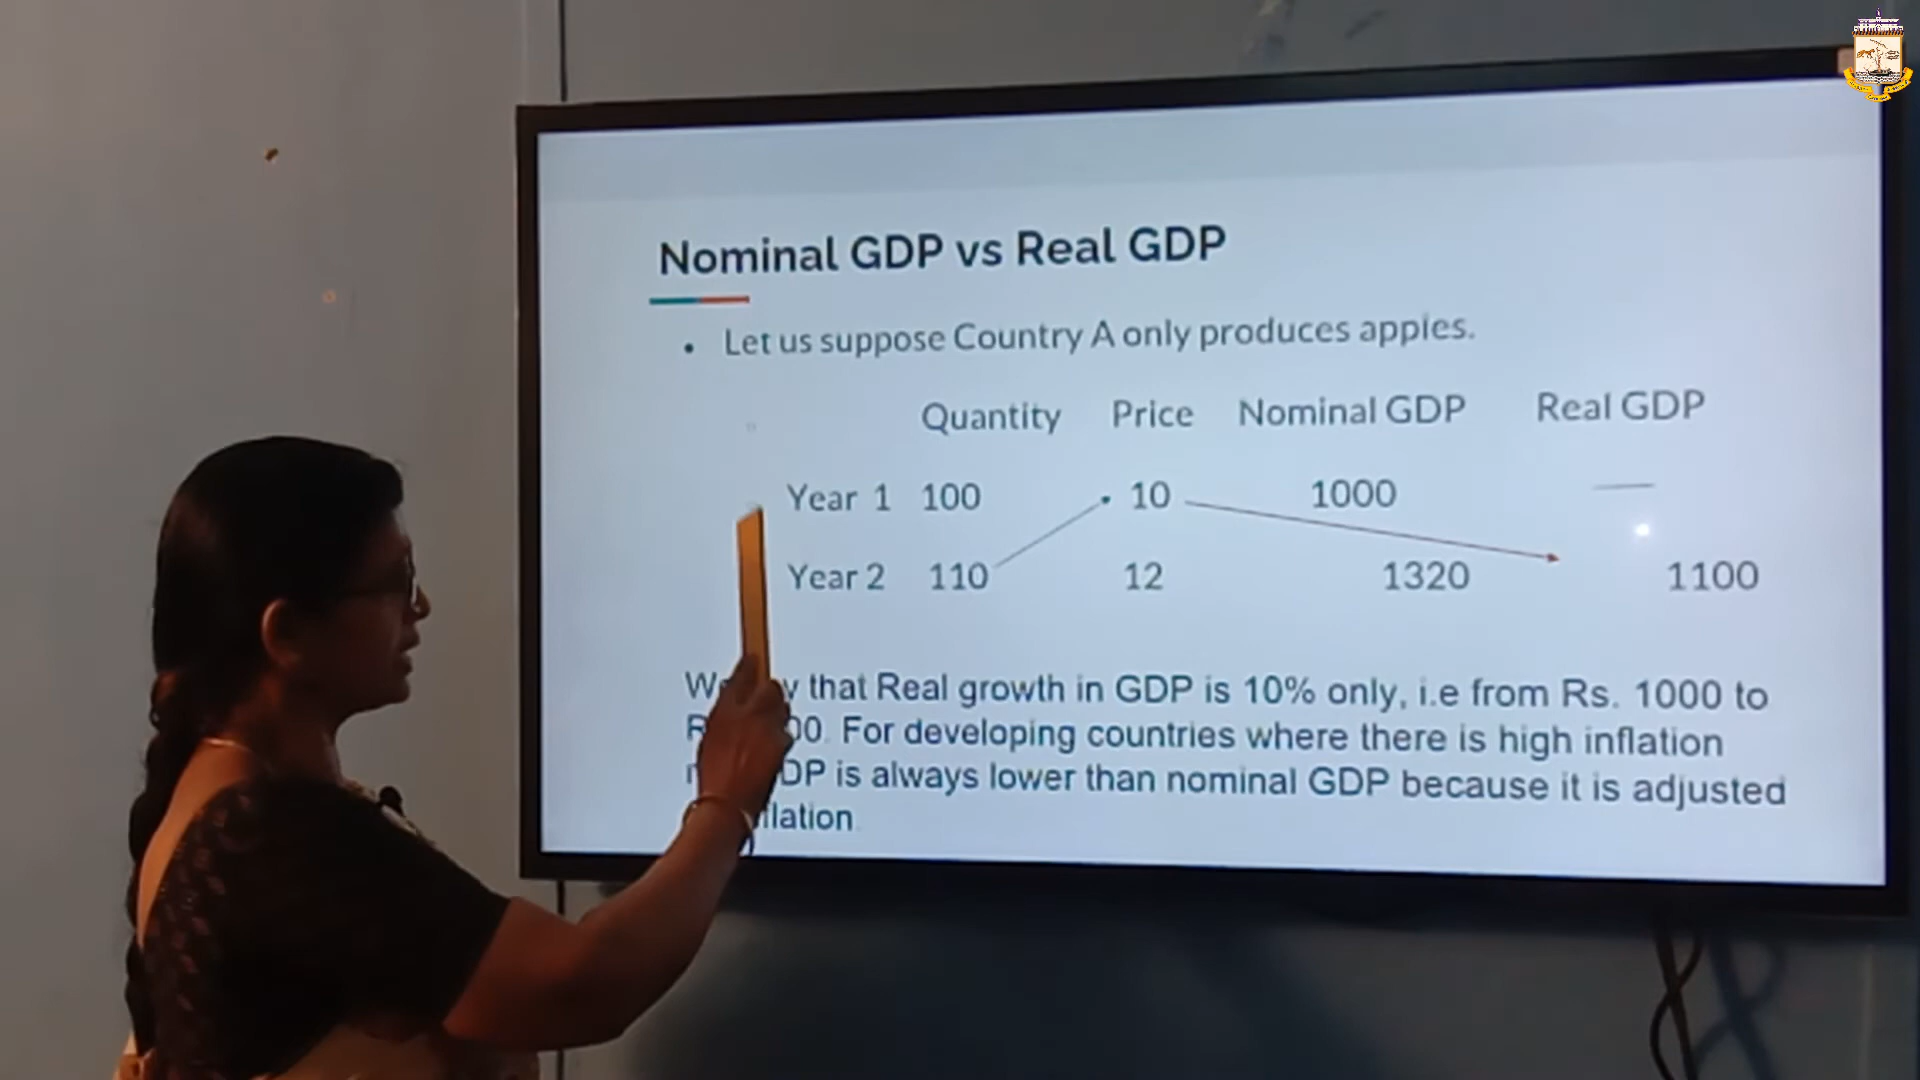 Nominal GDP vs Real GDP
• Let us suppose Country A only produces apples.
Quantity Price Nominal GDP Real GDP
Year 1 100 10 1000 —
Year 2 110 12 1320 1100
that Real growth in GDP is 10% only, i.e from Rs. 1000 to
For developing countries where there is high inflation
is always lower than nominal GDP because it is adjusted